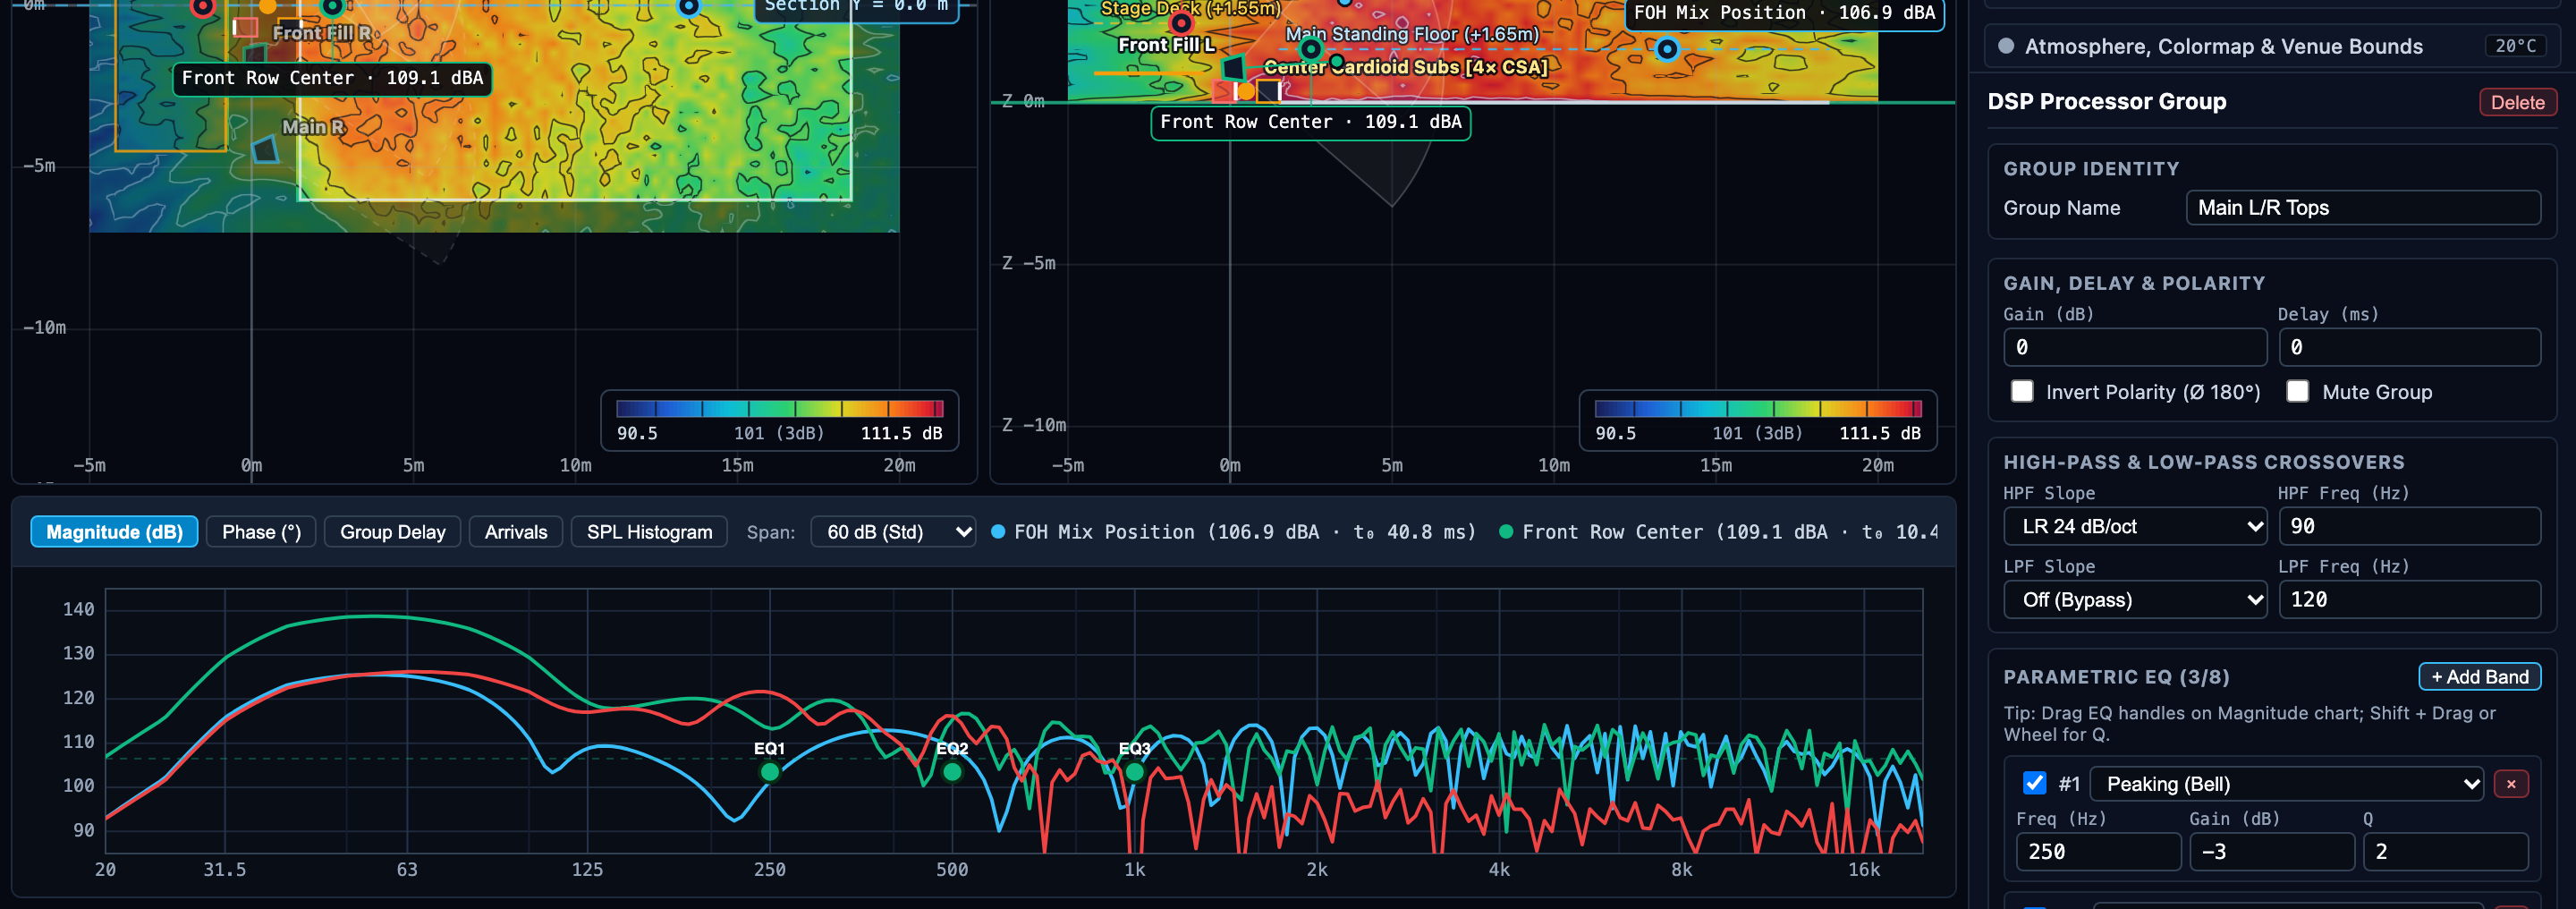 0m
Section Y = 0.0 m
Front Fill R
Front Row Center · 109.1 dBA
Main R
−5m
−10m
90.5 101 (3dB) 111.5 dB
−5m 0m 5m 10m 15m 20m
Stage Deck (+1.55m)
FOH Mix Position · 106.9 dBA
Main Standing Floor (+1.65m)
Front Fill L
Center Cardioid Subs [4× CSA]
Z 0m
Front Row Center · 109.1 dBA
Z −5m
Z −10m
90.5 101 (3dB) 111.5 dB
−5m 0m 5m 10m 15m 20m
Magnitude (dB) Phase (°) Group Delay Arrivals SPL Histogram Span: 60 dB (Std) FOH Mix Position (106.9 dBA · t₀ 40.8 ms) Front Row Center (109.1 dBA · t₀ 10.4
140
130
120
110
100
90
EQ1 EQ2 EQ3
20 31.5 63 125 250 500 1k 2k 4k 8k 16k
Atmosphere, Colormap & Venue Bounds 20°C
DSP Processor Group Delete
GROUP IDENTITY
Group Name Main L/R Tops
GAIN, DELAY & POLARITY
Gain (dB) Delay (ms)
0 0
Invert Polarity (Ø 180°) Mute Group
HIGH-PASS & LOW-PASS CROSSOVERS
HPF Slope HPF Freq (Hz)
LR 24 dB/oct 90
LPF Slope LPF Freq (Hz)
Off (Bypass) 120
PARAMETRIC EQ (3/8) + Add Band
Tip: Drag EQ handles on Magnitude chart; Shift + Drag or
Wheel for Q.
#1 Peaking (Bell) ×
Freq (Hz) Gain (dB) Q
250 −3 2